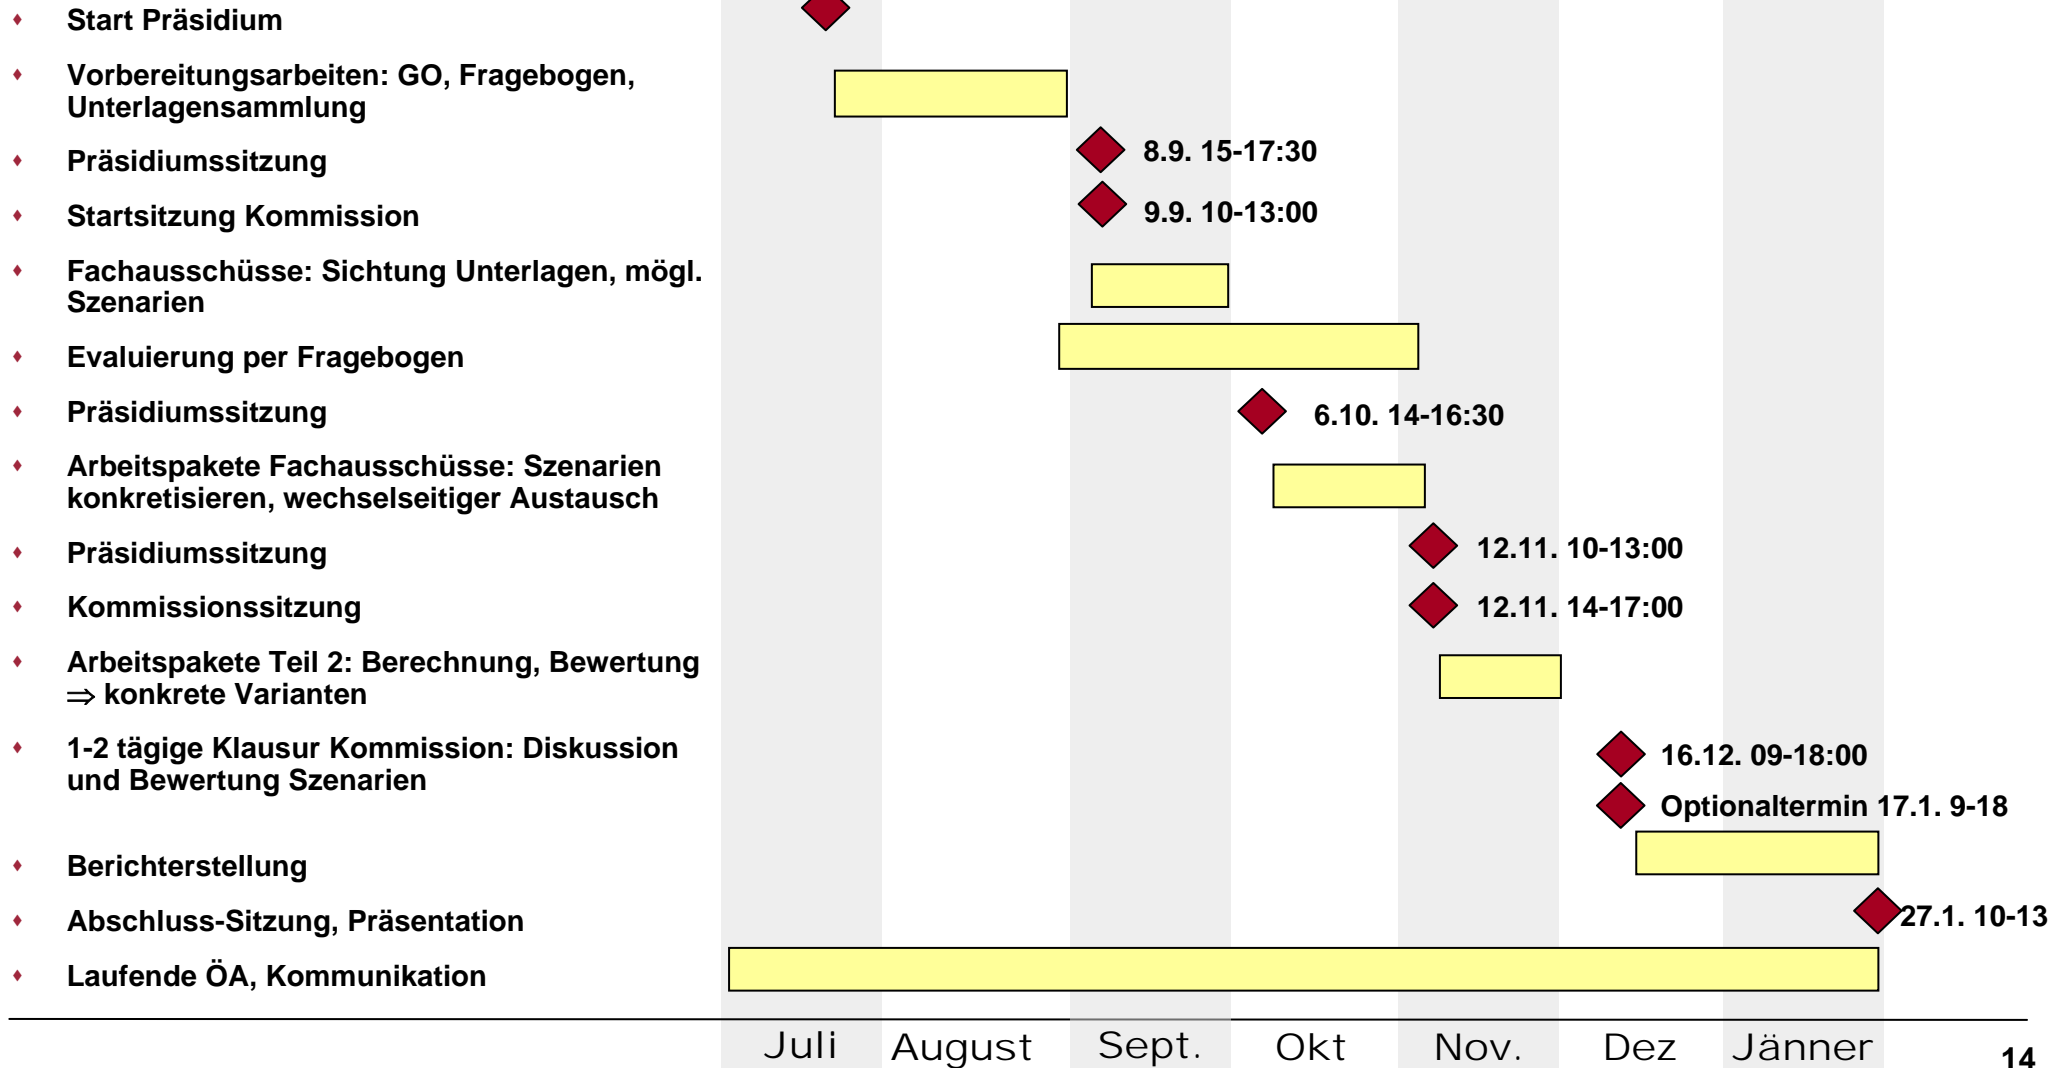 Start Präsidium
Vorbereitungsarbeiten: GO, Fragebogen,
Unterlagensammlung
Präsidiumssitzung
8.9. 15-17:30
Startsitzung Kommission
9.9. 10-13:00
Fachausschüsse: Sichtung Unterlagen, mögl.
Szenarien
Evaluierung per Fragebogen
Präsidiumssitzung
6.10. 14-16:30
Arbeitspakete Fachausschüsse: Szenarien
konkretisieren, wechselseitiger Austausch
Präsidiumssitzung
12.11. 10-13:00
Kommissionssitzung
12.11. 14-17:00
Arbeitspakete Teil 2: Berechnung, Bewertung
⇒ konkrete Varianten
1-2 tägige Klausur Kommission: Diskussion
und Bewertung Szenarien
16.12. 09-18:00
Optionaltermin 17.1. 9-18
Berichterstellung
Abschluss-Sitzung, Präsentation
27.1. 10-13
Laufende ÖA, Kommunikation
Juli August Sept. Okt Nov. Dez Jänner
14